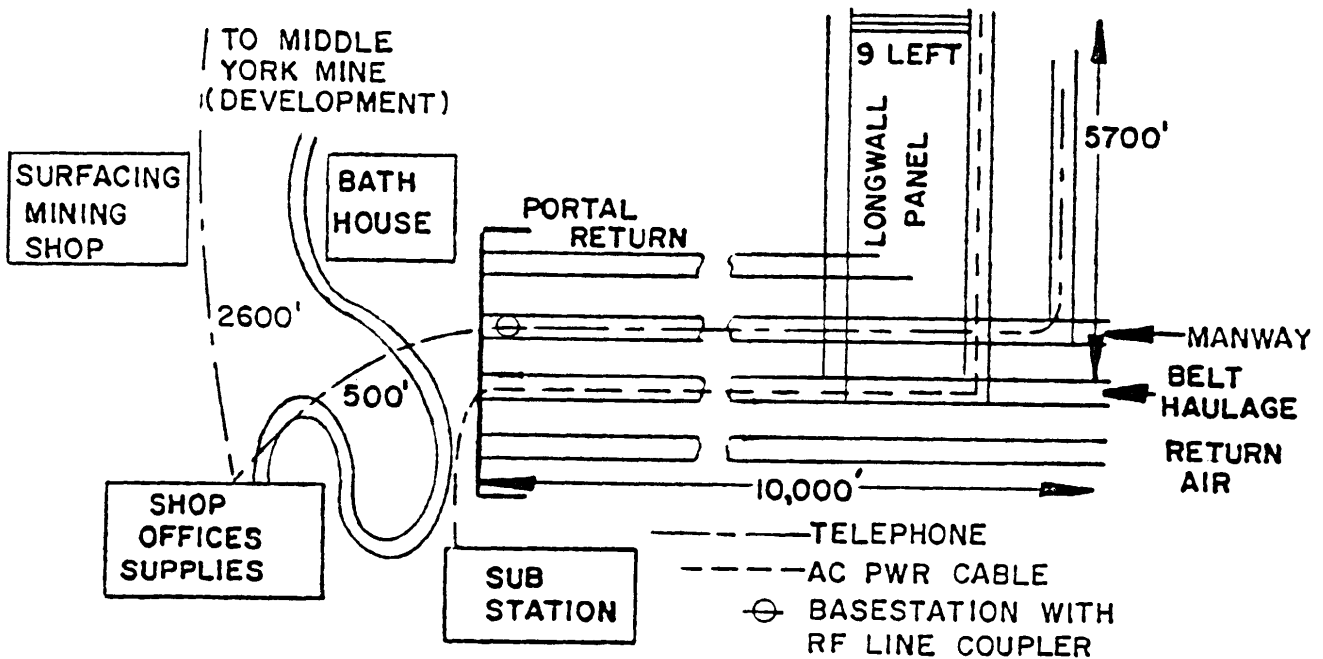 TO MIDDLE
YORK MINE
(DEVELOPMENT)
SURFACING
MINING
SHOP
BATH
HOUSE
PORTAL
RETURN
9 LEFT
LONGWALL
PANEL
5700'
2600'
500'
MANWAY
BELT
HAULAGE
RETURN
AIR
10,000'
SHOP
OFFICES
SUPPLIES
SUB
STATION
TELEPHONE
AC PWR CABLE
BASESTATION WITH
RF LINE COUPLER